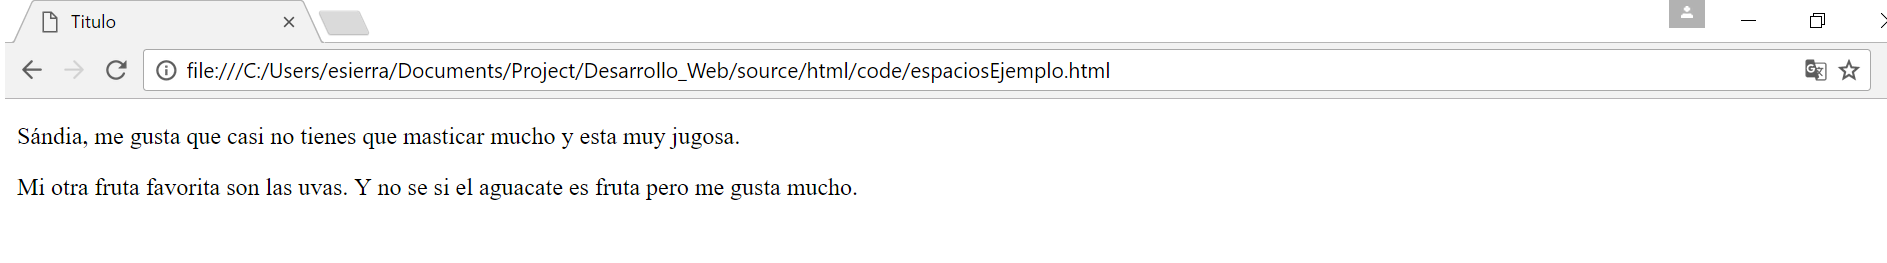 Titulo
file:///C:/Users/esierra/Documents/Project/Desarrollo_Web/source/html/code/espaciosEjemplo.html
Sándia, me gusta que casi no tienes que masticar mucho y esta muy jugosa.
Mi otra fruta favorita son las uvas. Y no se si el aguacate es fruta pero me gusta mucho.